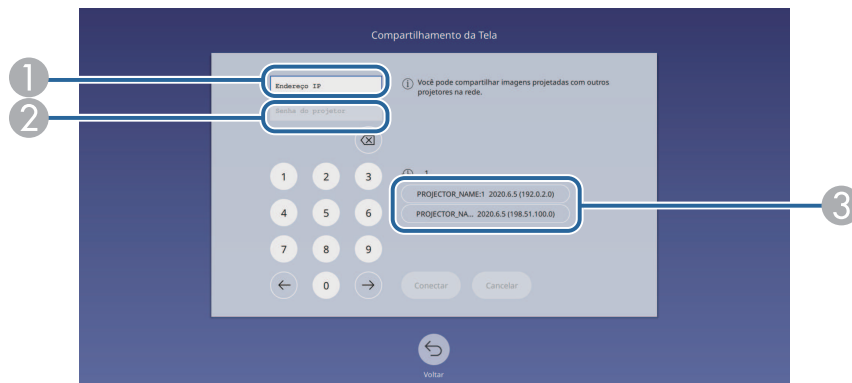 Compartilhamento da Tela
1
Endereço IP
Você pode compartilhar imagens projetadas com outros
projetores na rede.
2
Senha do projetor
1 2 3
1
PROJECTOR_NAME:1 2020.6.5 (192.0.2.0)
3
4 5 6
PROJECTOR_NA... 2020.6.5 (198.51.100.0)
7 8 9
0
Conectar Cancelar
Voltar